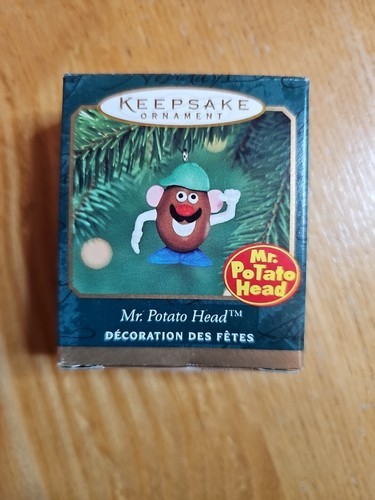 KEEPSAKE
ORNAMENT
Mr.
PoTaTo
Head
Mr. Potato Head™
DÉCORATION DES FÊTES